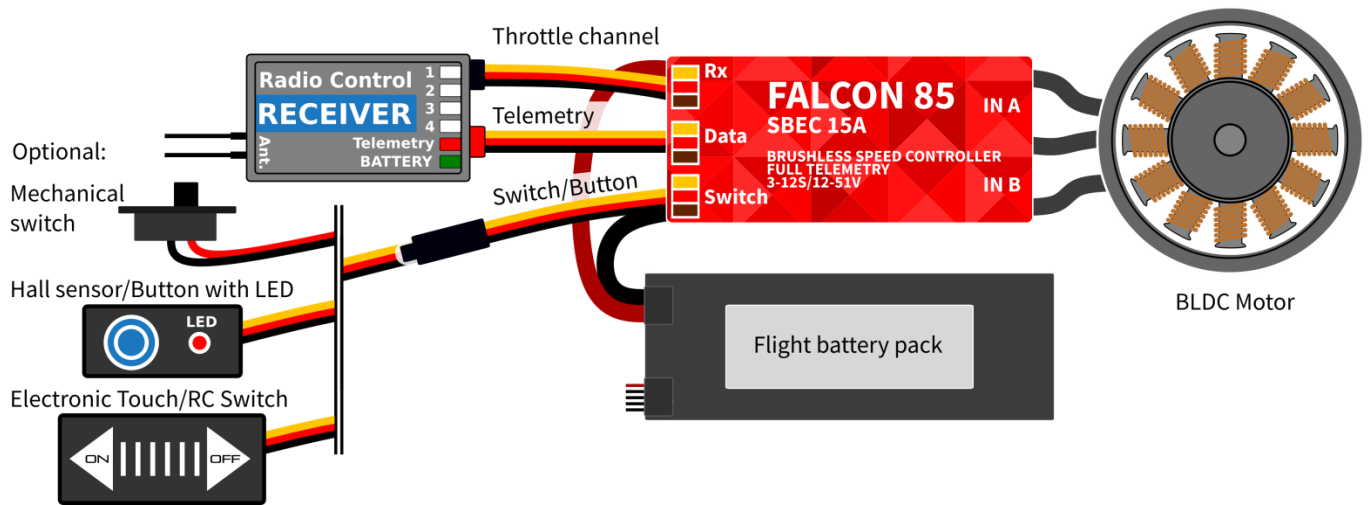 Throttle channel
Radio Control
RECEIVER
1
2
3
4
Telemetry
BATTERY
Ant.
Telemetry
Switch/Button
Rx
Data
Switch
FALCON 85
SBEC 15A
BRUSHLESS SPEED CONTROLLER
FULL TELEMETRY
3-12S/12-51V
IN A
IN B
BLDC Motor
Optional:
Mechanical
switch
Hall sensor/Button with LED
LED
Electronic Touch/RC Switch
ON
OFF
Flight battery pack